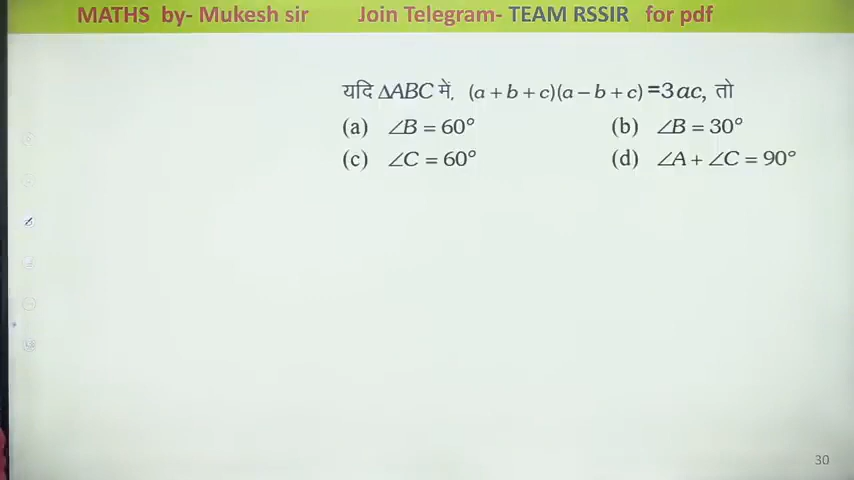 MATHS by- Mukesh sir Join Telegram- TEAM RSSIR for pdf
यदि ΔABC में, (a + b + c)(a − b + c) =3ac, तो
(a) ∠B = 60° (b) ∠B = 30°
(c) ∠C = 60° (d) ∠A + ∠C = 90°
30